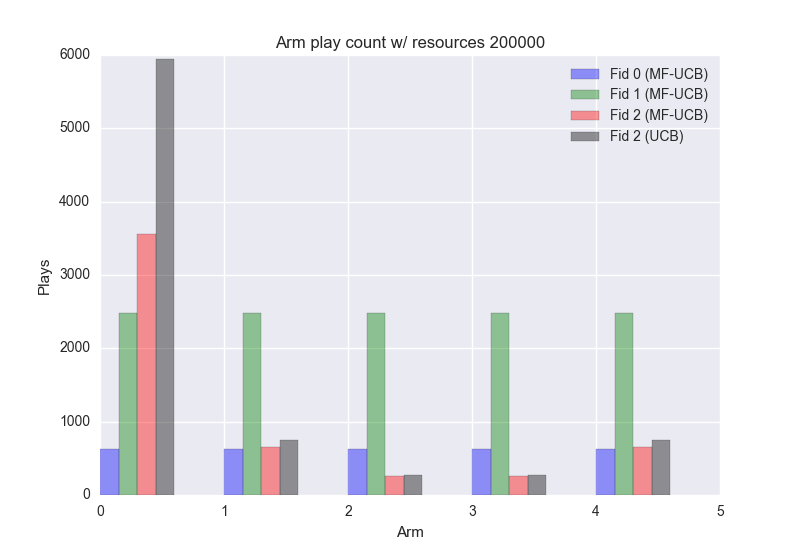 Arm play count w/ resources 200000
6000
5000
4000
3000
2000
1000
0
Plays
Fid 0 (MF-UCB)
Fid 1 (MF-UCB)
Fid 2 (MF-UCB)
Fid 2 (UCB)
0 1 2 3 4 5
Arm